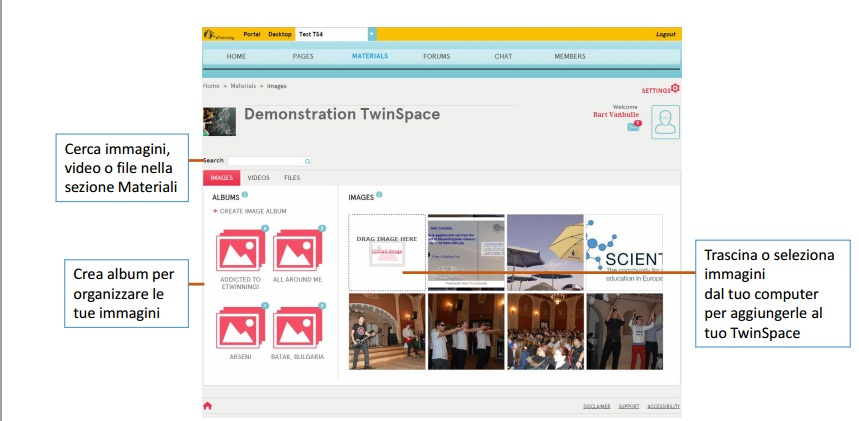 eTwinning Portal Desktop Test TS4 Logout
HOME PAGES MATERIALS FORUMS CHAT MEMBERS
Home » Materials » Images
SETTINGS
Demonstration TwinSpace
Welcome
Bart Vanhulle
Search
IMAGES VIDEOS FILES
ALBUMS
+ CREATE IMAGE ALBUM
ADDICTED TO
ETWINNING!
ALL AROUND ME
ARSENI
BATAK, BULGARIA
IMAGES
DRAG IMAGE HERE
Upload image
SCIENT
The community for
education in Europe
DISCLAIMER SUPPORT ACCESSIBILITY
Cerca immagini,
video o file nella
sezione Materiali
Crea album per
organizzare le
tue immagini
Trascina o seleziona
immagini
dal tuo computer
per aggiungerle al
tuo TwinSpace